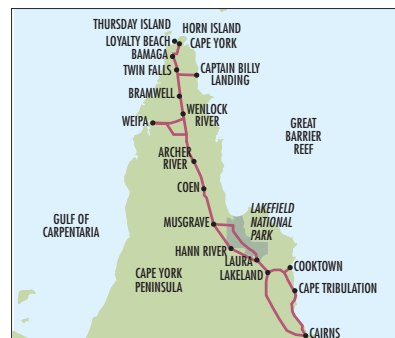 THURSDAY ISLAND
HORN ISLAND
LOYALTY BEACH
CAPE YORK
BAMAGA
TWIN FALLS
CAPTAIN BILLY
LANDING
BRAMWELL
WENLOCK
RIVER
WEIPA
GREAT
BARRIER
REEF
ARCHER
RIVER
COEN
MUSGRAVE
LAKEFIELD
NATIONAL
PARK
GULF OF
CARPENTARIA
HANN RIVER
LAURA
LAKELAND
COOKTOWN
CAPE YORK
PENINSULA
CAPE TRIBULATION
CAIRNS